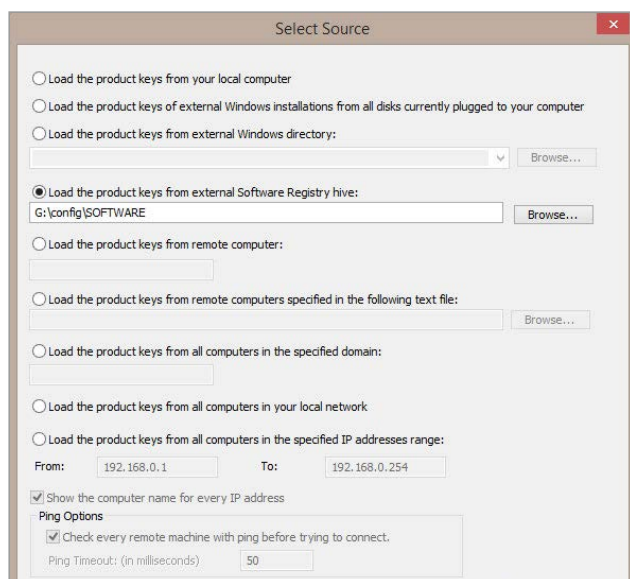 Select Source
Load the product keys from your local computer
Load the product keys of external Windows installations from all disks currently plugged to your computer
Load the product keys from external Windows directory:
Browse...
Load the product keys from external Software Registry hive:
G:\config\SOFTWARE Browse...
Load the product keys from remote computer:
Load the product keys from remote computers specified in the following text file:
Browse...
Load the product keys from all computers in the specified domain:
Load the product keys from all computers in your local network
Load the product keys from all computers in the specified IP addresses range:
From: 192.168.0.1 To: 192.168.0.254
Show the computer name for every IP address
Ping Options
Check every remote machine with ping before trying to connect.
Ping Timeout: (in milliseconds) 50